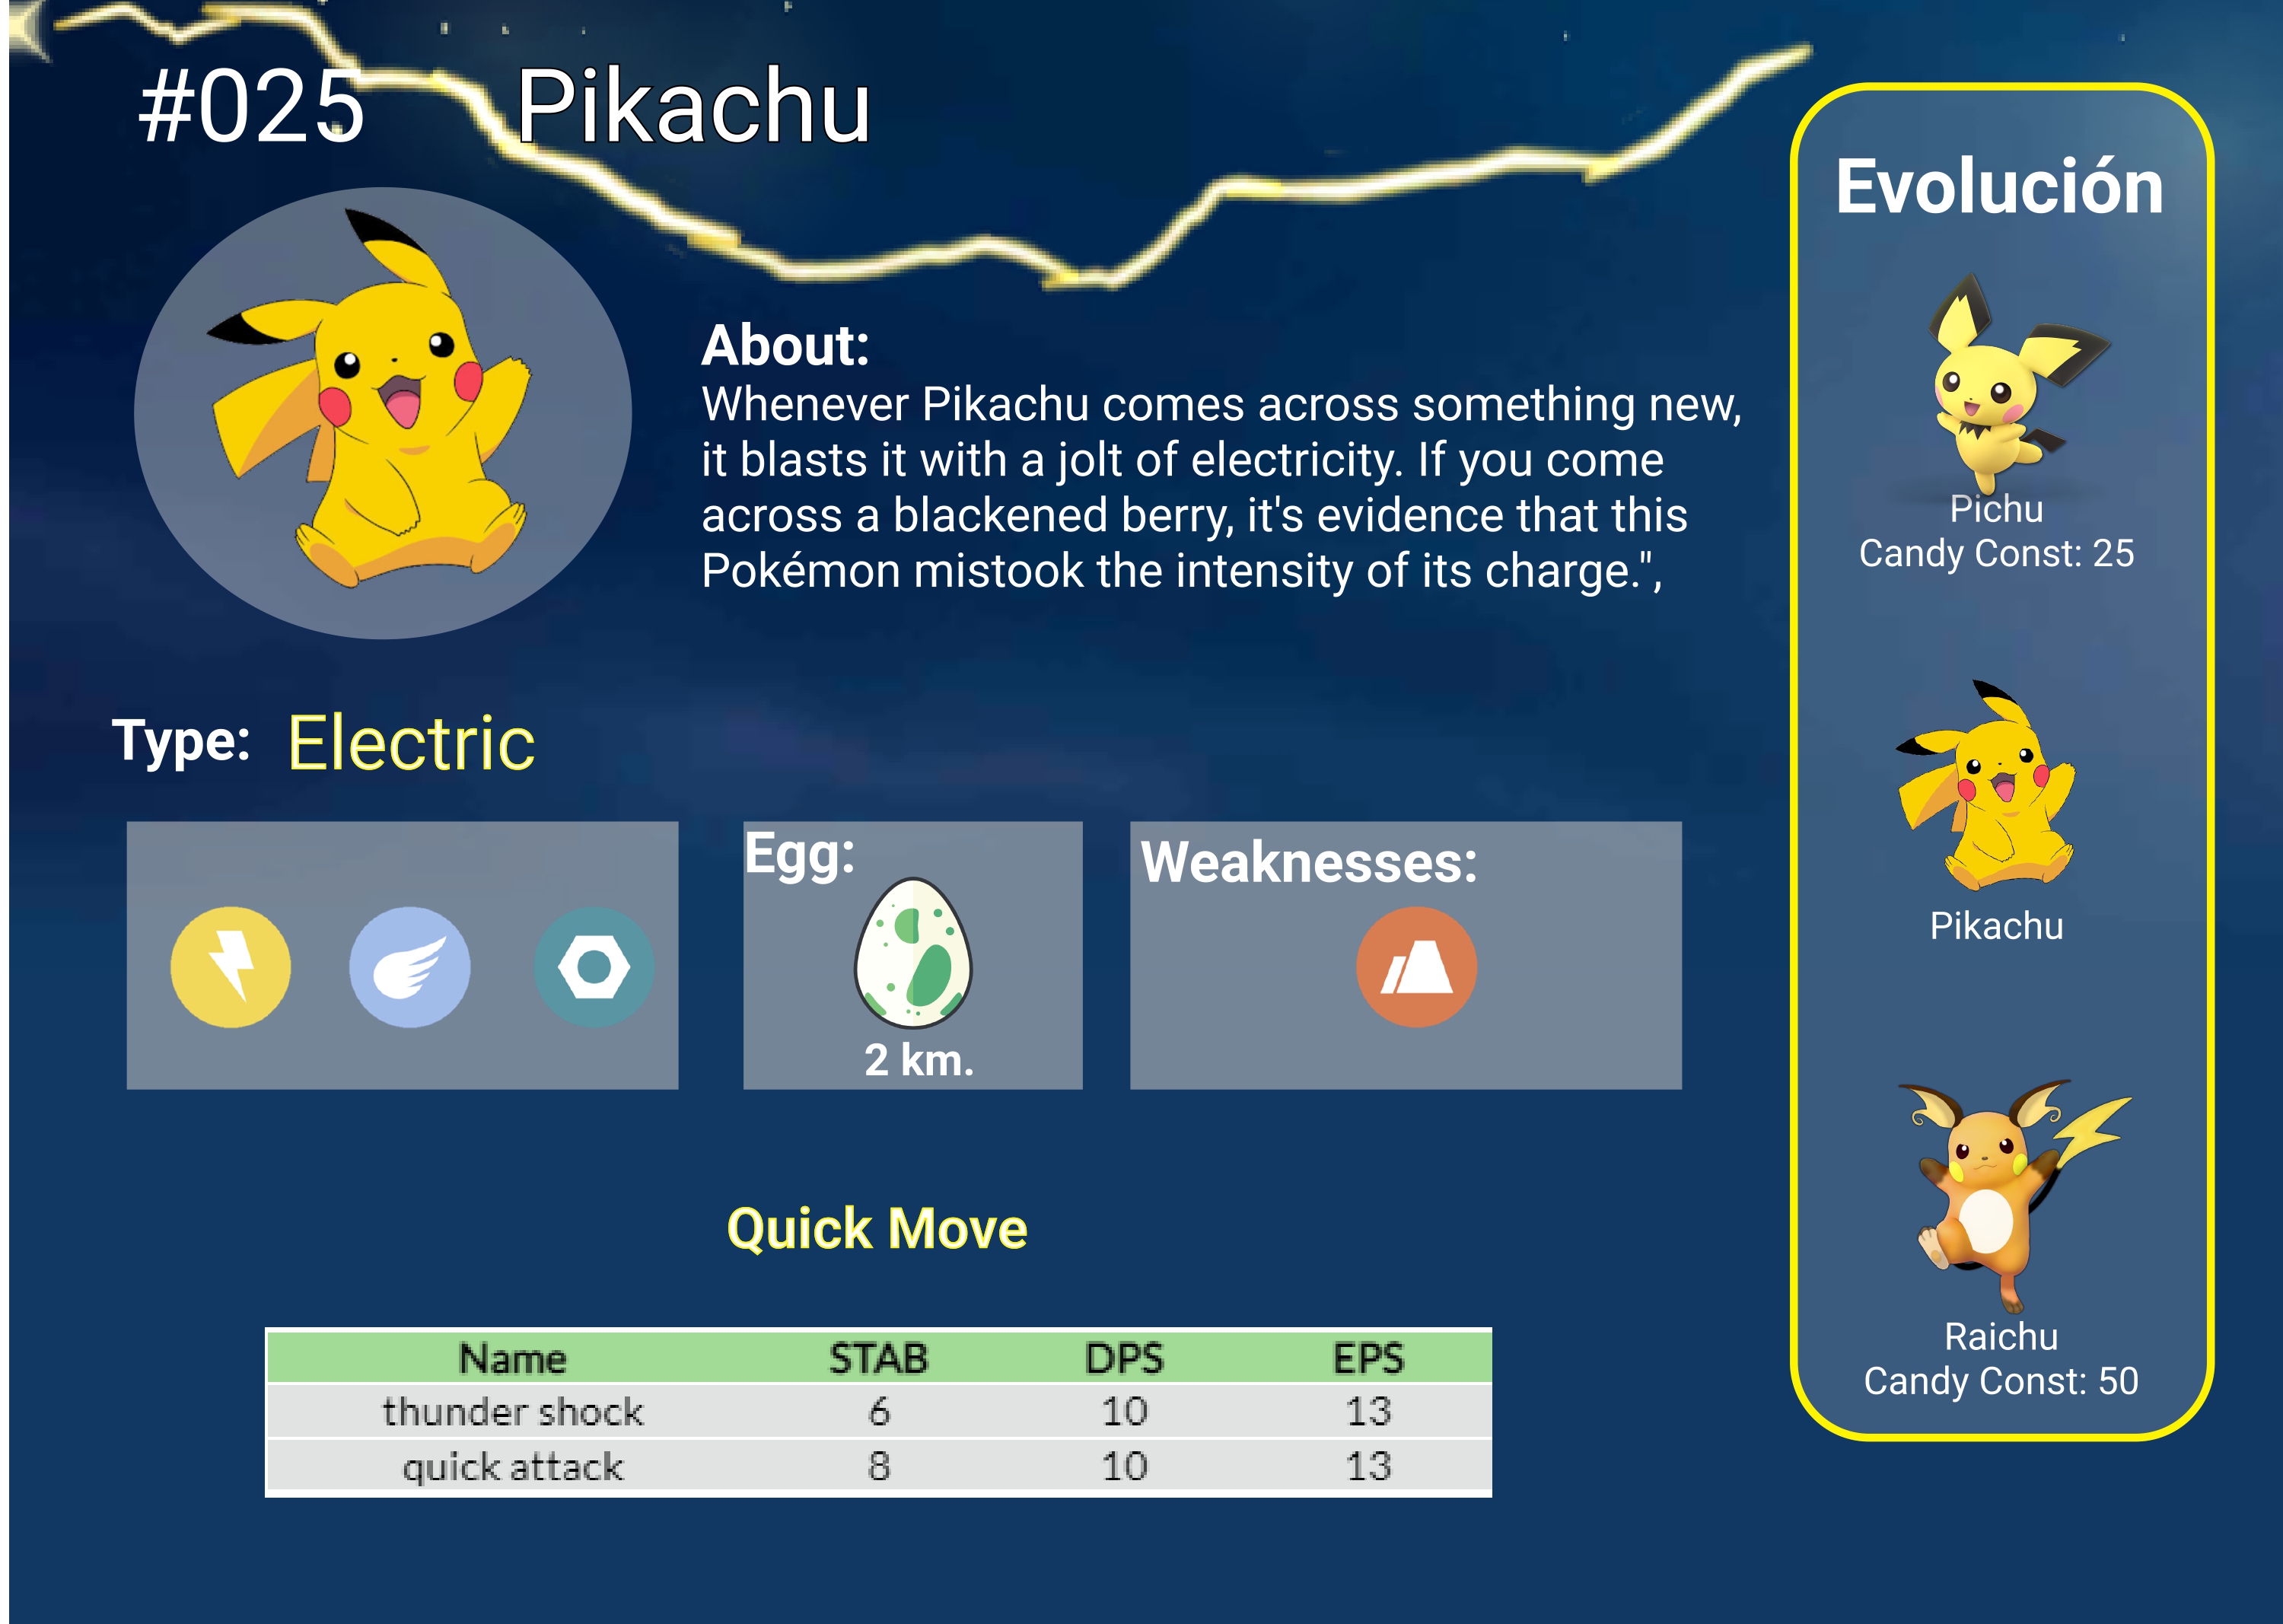 #025 Pikachu
About:
Whenever Pikachu comes across something new,
it blasts it with a jolt of electricity. If you come
across a blackened berry, it's evidence that this
Pokémon mistook the intensity of its charge.",
Type: Electric
Egg:
2 km.
Weaknesses:
Quick Move
Name STAB DPS EPS
thunder shock 6 10 13
quick attack 8 10 13
Evolución
Pichu
Candy Const: 25
Pikachu
Raichu
Candy Const: 50